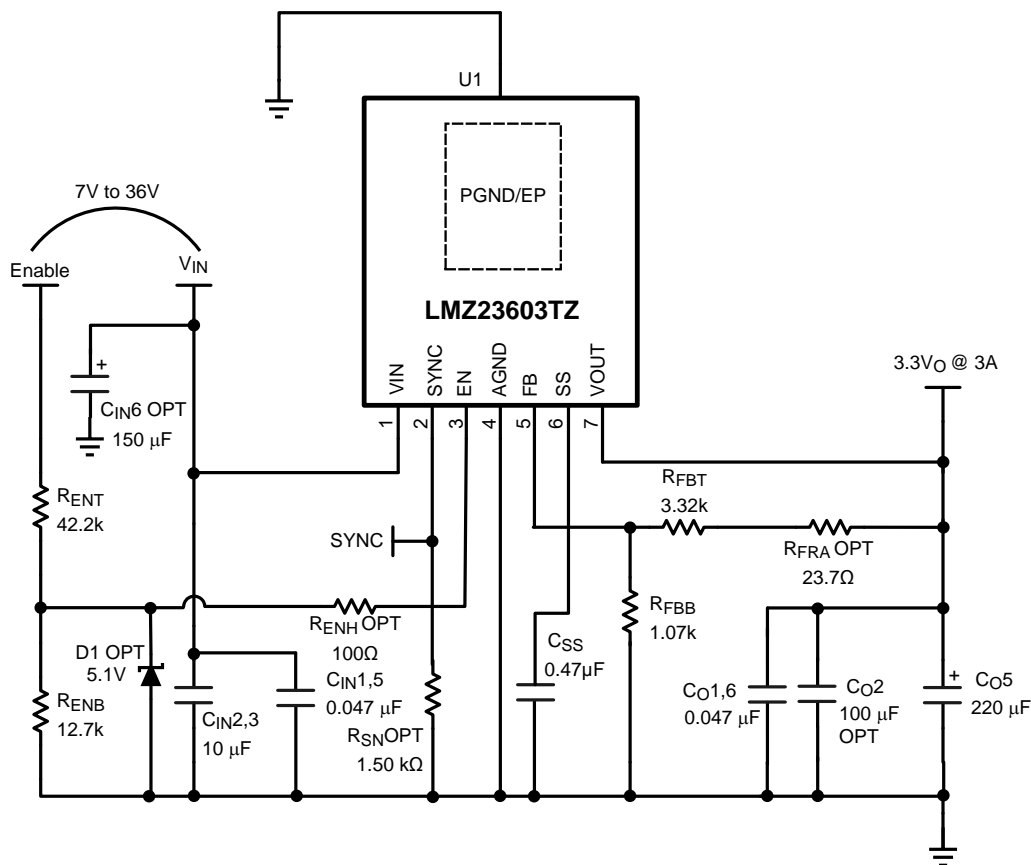 U1
PGND/EP
LMZ23603TZ
VIN
SYNC
EN
AGND
FB
SS
VOUT
1
2
3
4
5
6
7
7V to 36V
Enable
VIN
+
CIN6 OPT
150 μF
RENT
42.2k
SYNC
RENH OPT
100Ω
D1 OPT
5.1V
RENB
12.7k
CIN2,3
10 μF
CIN1,5
0.047 μF
RSNOPT
1.50 kΩ
CSS
0.47μF
RFBT
3.32k
RFRA OPT
23.7Ω
RFBB
1.07k
3.3VO @ 3A
CO1,6
0.047 μF
CO2
100 μF
OPT
+
CO5
220 μF